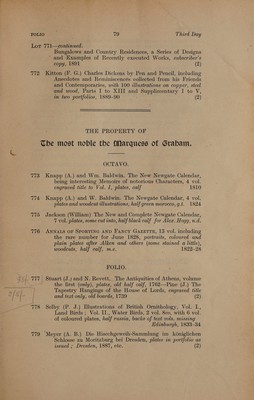 FOLIO 79 Third Day
Lot 771—continued.
Bungalows and Country Residences, a Series of Designs
and Examples of Recently executed Works, subscriber's
copy, 1891 (2)
772 Kitton (F. G.) Charles Dickens by Pen and Pencil, including
Anecdotes and Reminiscences collected from his Friends
and Contemporaries, with 100 illustrations on copper, steel
and wood, Parts I to XIII and Supplimentary I to V,
in two portfolios. 1889-90 (2)
THE PROPERTY OF
The most noble the Marquess of Graham.
OCTAVO.
773 Knapp (A.) and Wm. Baldwin. The New Newgate Calendar,
being interesting Memoirs of notorious Characters, 4 vol.
engraved title to Vol. I, plates, calf 1810
774 Knapp (A.) and W. Baldwin. The Newgate Calendar, 4 vol.
plates and woodcut illustrations, half green morocco, g.t. 1824
775 Jackson (William) The New and Complete Newgate Calendar,
7 vol. plates, some cut into, half black calf for Alex. Hogg, n.d.
776 Annals of Sporting and Fancy Gazette, 13 vol. including
the rare number for June 1828, portraits, coloured and
plain plates after Alken and others (some stained a little),
woodcuts, half calf, m.e. 1822-28
FOLIO.
777 Stuart (J.) and N. Revett. The Antiquities of Athens, volume
the first (only), plates, old half calf, 1762—Pine (J.) The
Tapestry Hangings of the House of Lords, engraved title
and text only, old boards, 1739 (2)
778 Selby (P. J.) Illustrations of British Ornithology, Vol. I.,
Land Birds; Vol. II., Water Birds, 2 vol. 8vo, with 6 vol.
of coloured plates, half russia, backs of text vols. missing
Edinburgh, 1833-34
779 Meyer (A. B.) Die Hirschgeweih-Sammlung im königlichen
Schlosse zu Moritzburg bei Dresden, plates in portfolio as
issued; Dresden, 1887, etc. (2)